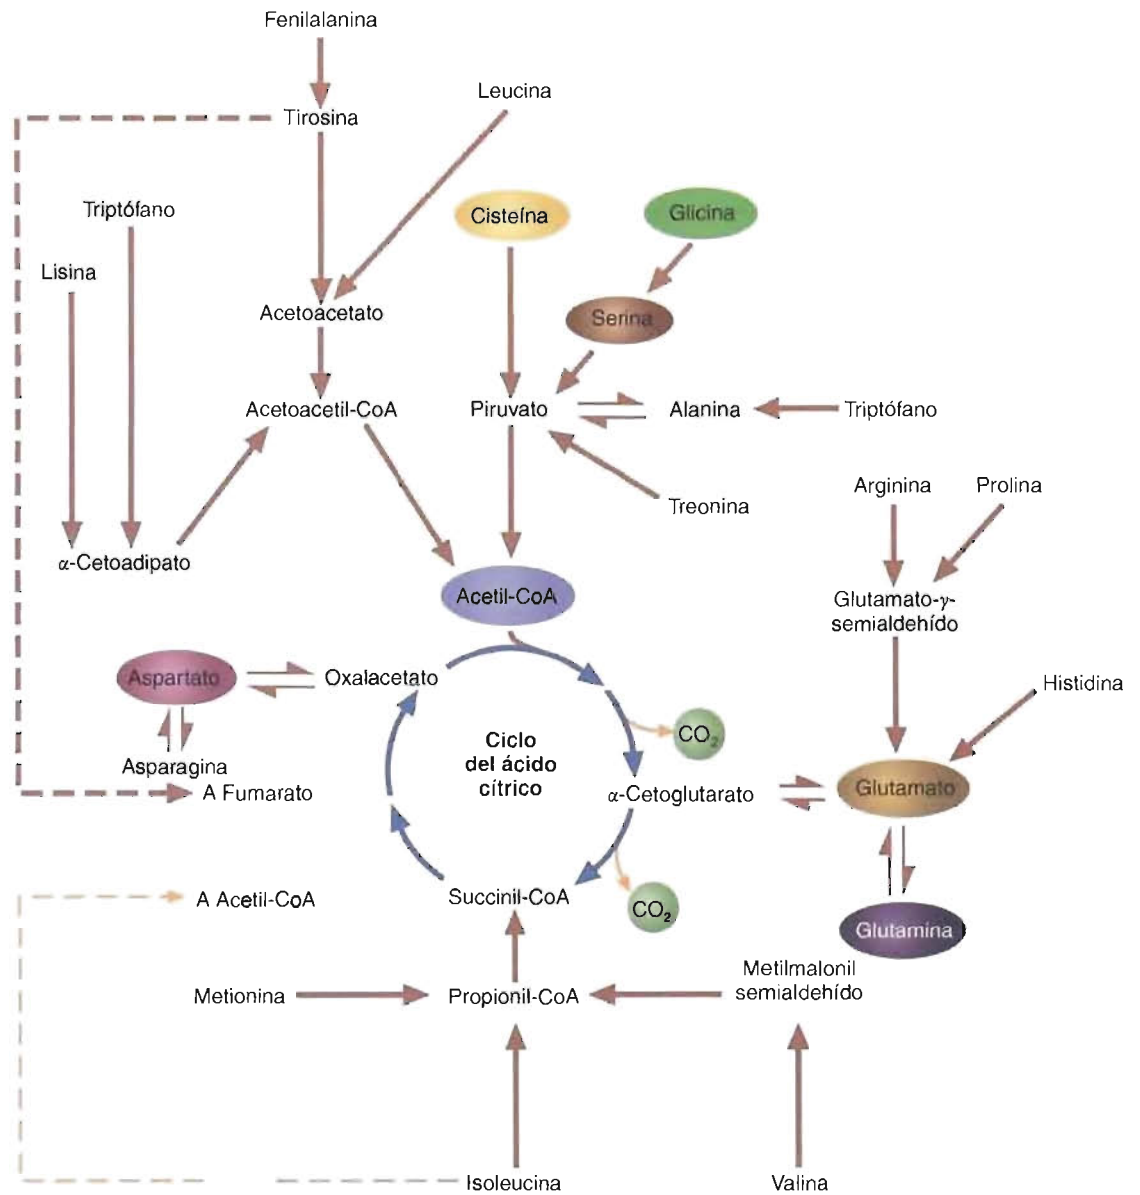 Fenilalanina
Leucina
Tirosina
Triptófano
Cisteína
Glicina
Lisina
Acetoacetato
Serina
Acetoacetil-CoA
Piruvato
Alanina
Triptófano
Treonina
Arginina
Prolina
α-Cetoadipato
Acetil-CoA
Glutamato-γ-
semialdehído
Aspartato
Oxalacetato
Histidina
Ciclo
del ácido
cítrico
CO₂
Asparagina
A Fumarato
α-Cetoglutarato
Glutamato
A Acetil-CoA
Succinil-CoA
CO₂
Glutamina
Metionina
Propionil-CoA
Metilmalonil
semialdehído
Isoleucina
Valina